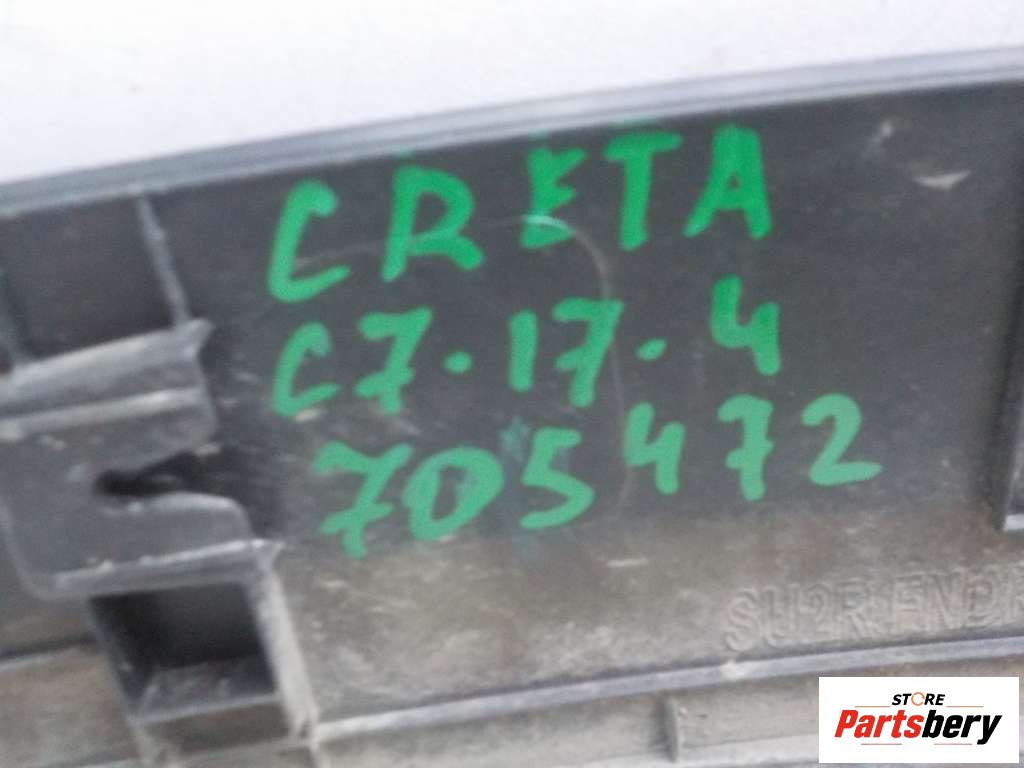 CRETA
C7-17-4
705472
SU2R FNDR
STORE
Partsbery